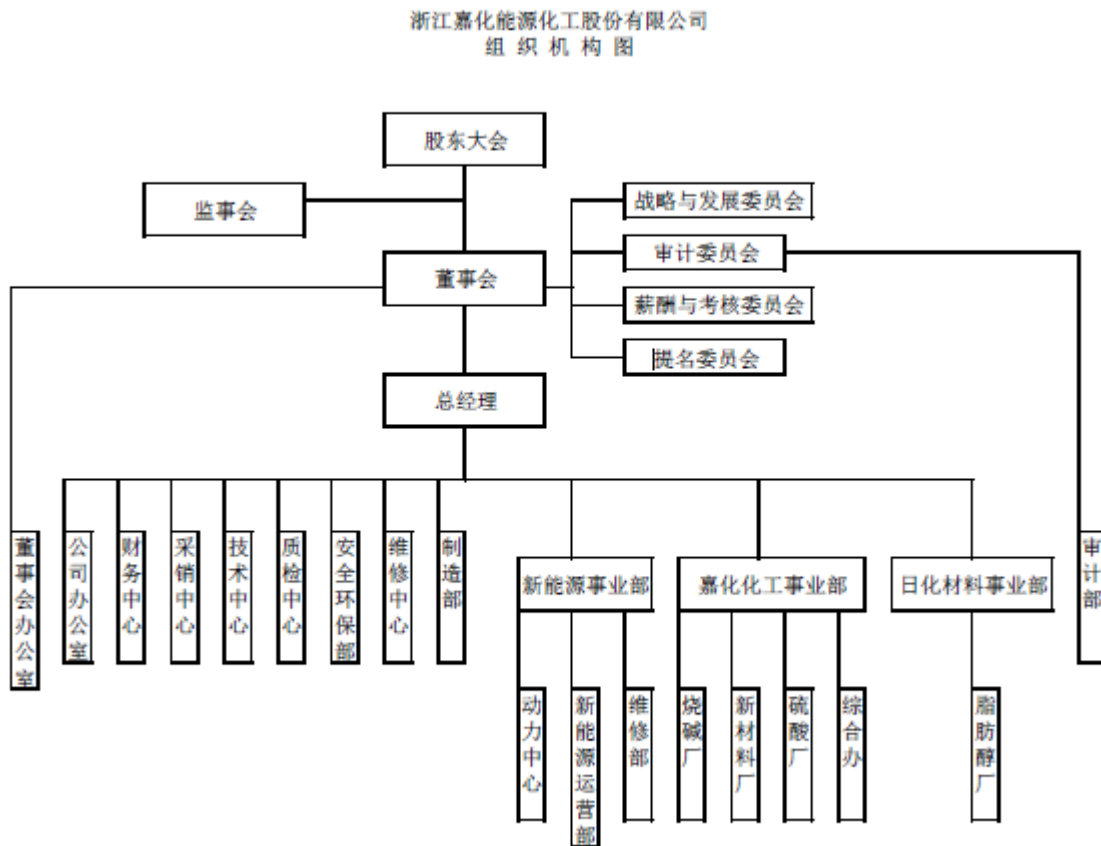 浙江嘉化能源化工股份有限公司
组织机构图
股东大会
监事会
战略与发展委员会
审计委员会
董事会
薪酬与考核委员会
提名委员会
总经理
董事会办公室
公司办公室
财务中心
采销中心
技术中心
质检中心
安全环保部
维修中心
制造部
新能源事业部
嘉化化工事业部
日化材料事业部
审计部
动力中心
新能源运营部
维修部
烧碱厂
新材料厂
硫酸厂
综合办
脂肪醇厂